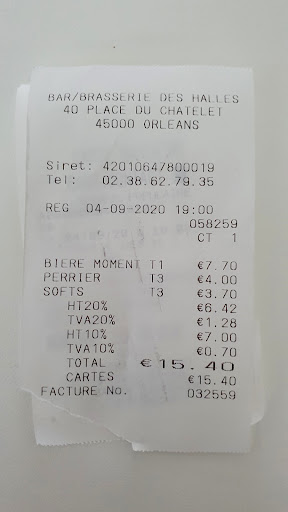 BAR/BRASSERIE DES HALLES
40 PLACE DU CHATELET
45000 ORLEANS
Siret: 42010647800019
Tel: 02.38.62.79.35
REG 04-09-2020 19:00
058259
CT 1
BIERE MOMENT T1 €7.70
PERRIER T3 €4.00
SOFTS T3 €3.70
HT20% €6.42
TVA20% €1.28
HT10% €7.00
TVA10% €0.70
TOTAL €15.40
CARTES €15.40
FACTURE No. 032559